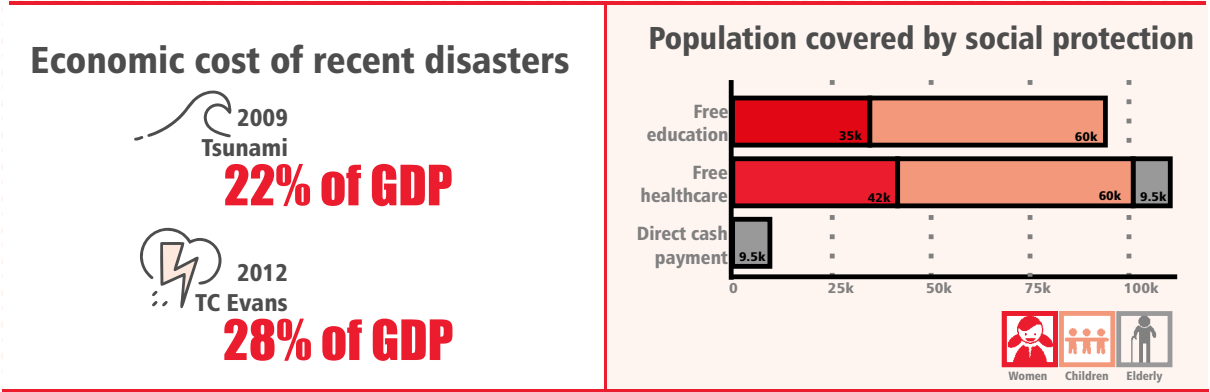 Economic cost of recent disasters
2009
Tsunami
22% of GDP
2012
TC Evans
28% of GDP
Population covered by social protection
Free
education
35k
60k
Free
healthcare
42k
60k
9.5k
Direct cash
payment
9.5k
0
25k
50k
75k
100k
Women
Children
Elderly